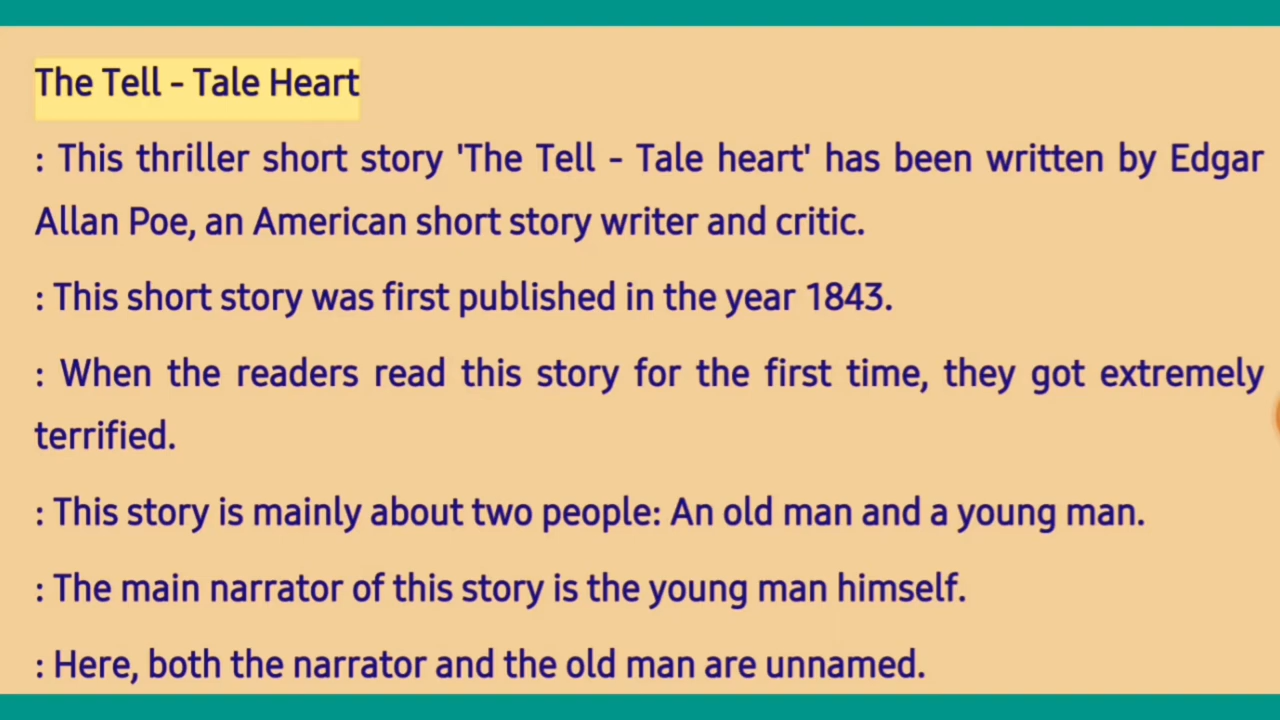 The Tell - Tale Heart
: This thriller short story 'The Tell - Tale heart' has been written by Edgar
Allan Poe, an American short story writer and critic.
: This short story was first published in the year 1843.
: When the readers read this story for the first time, they got extremely
terrified.
: This story is mainly about two people: An old man and a young man.
: The main narrator of this story is the young man himself.
: Here, both the narrator and the old man are unnamed.